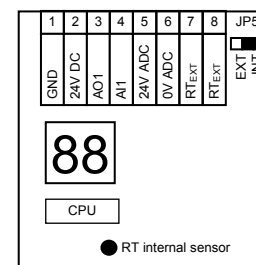 1 2 3 4 5 6 7 8 JP5
GND
24V DC
AO1
AI1
24V ADC
0V ADC
RTEXT
RTEXT
EXT
INT
88
CPU
RT internal sensor